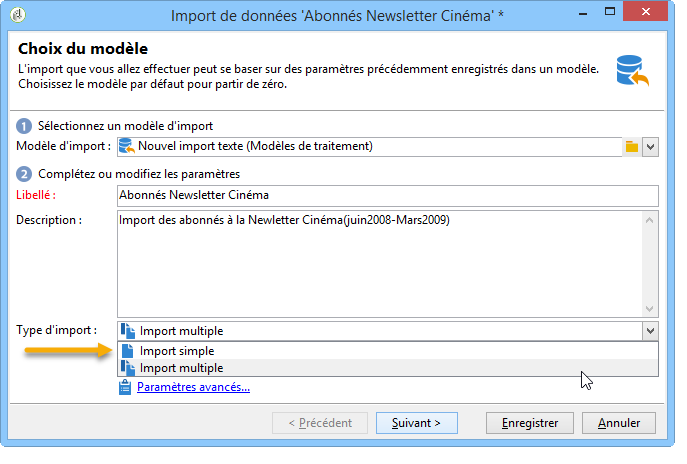 Import de données 'Abonnés Newsletter Cinéma' *
Choix du modèle
L'import que vous allez effectuer peut se baser sur des paramètres précédemment enregistrés dans un modèle.
Choisissez le modèle par défaut pour partir de zéro.
1 Sélectionnez un modèle d'import
Modèle d'import : Nouvel import texte (Modèles de traitement)
2 Complétez ou modifiez les paramètres
Libellé : Abonnés Newsletter Cinéma
Description : Import des abonnés à la Newletter Cinéma(juin2008-Mars2009)
Type d'import : Import multiple
Import simple
Import multiple
Paramètres avancés...
< Précédent Suivant > Enregistrer Annuler